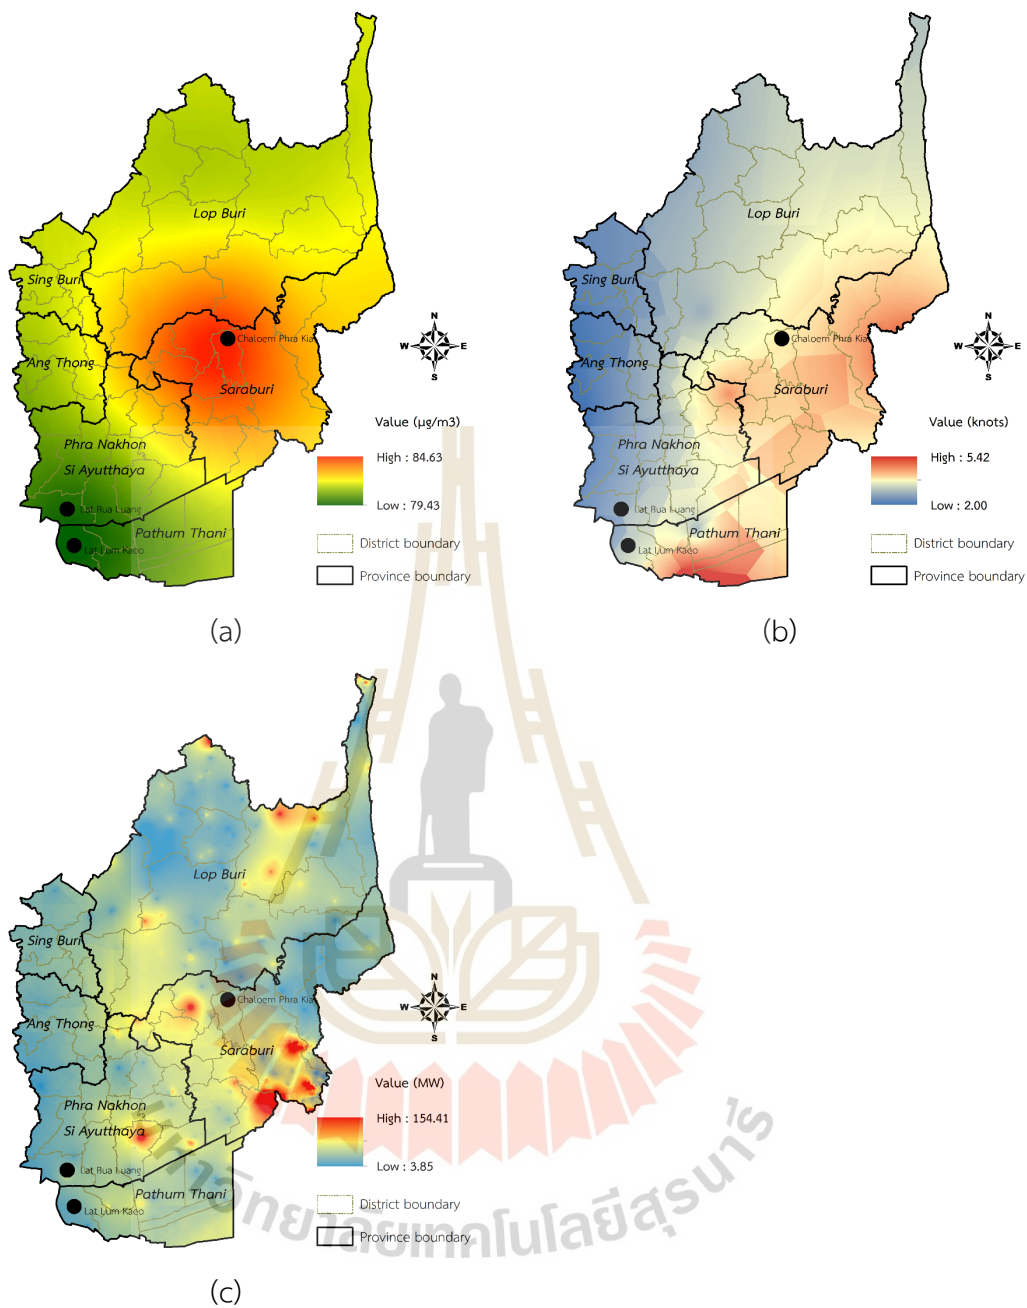 Lop Buri
Sing Buri
Ang Thong
Chaloem Phra Kia
Saraburi
Phra Nakhon
Si Ayutthaya
Lat Bua Luang
Pathum Thani
Lat Lum Kaeo
N
W E
S
Value (µg/m3)
High : 84.63
Low : 79.43
District boundary
Province boundary
(a)
Lop Buri
Sing Buri
Ang Thong
Chaloem Phra Kia
Saraburi
Phra Nakhon
Si Ayutthaya
Lat Bua Luang
Pathum Thani
Lat Lum Kaeo
N
W E
S
Value (knots)
High : 5.42
Low : 2.00
District boundary
Province boundary
(b)
Lop Buri
Sing Buri
Ang Thong
Chaloem Phra Kia
Saraburi
Phra Nakhon
Si Ayutthaya
Lat Bua Luang
Pathum Thani
Lat Lum Kaeo
N
W E
S
Value (MW)
High : 154.41
Low : 3.85
District boundary
Province boundary
(c)
มหาวิทยาลัยเทคโนโลยีสุรนารี